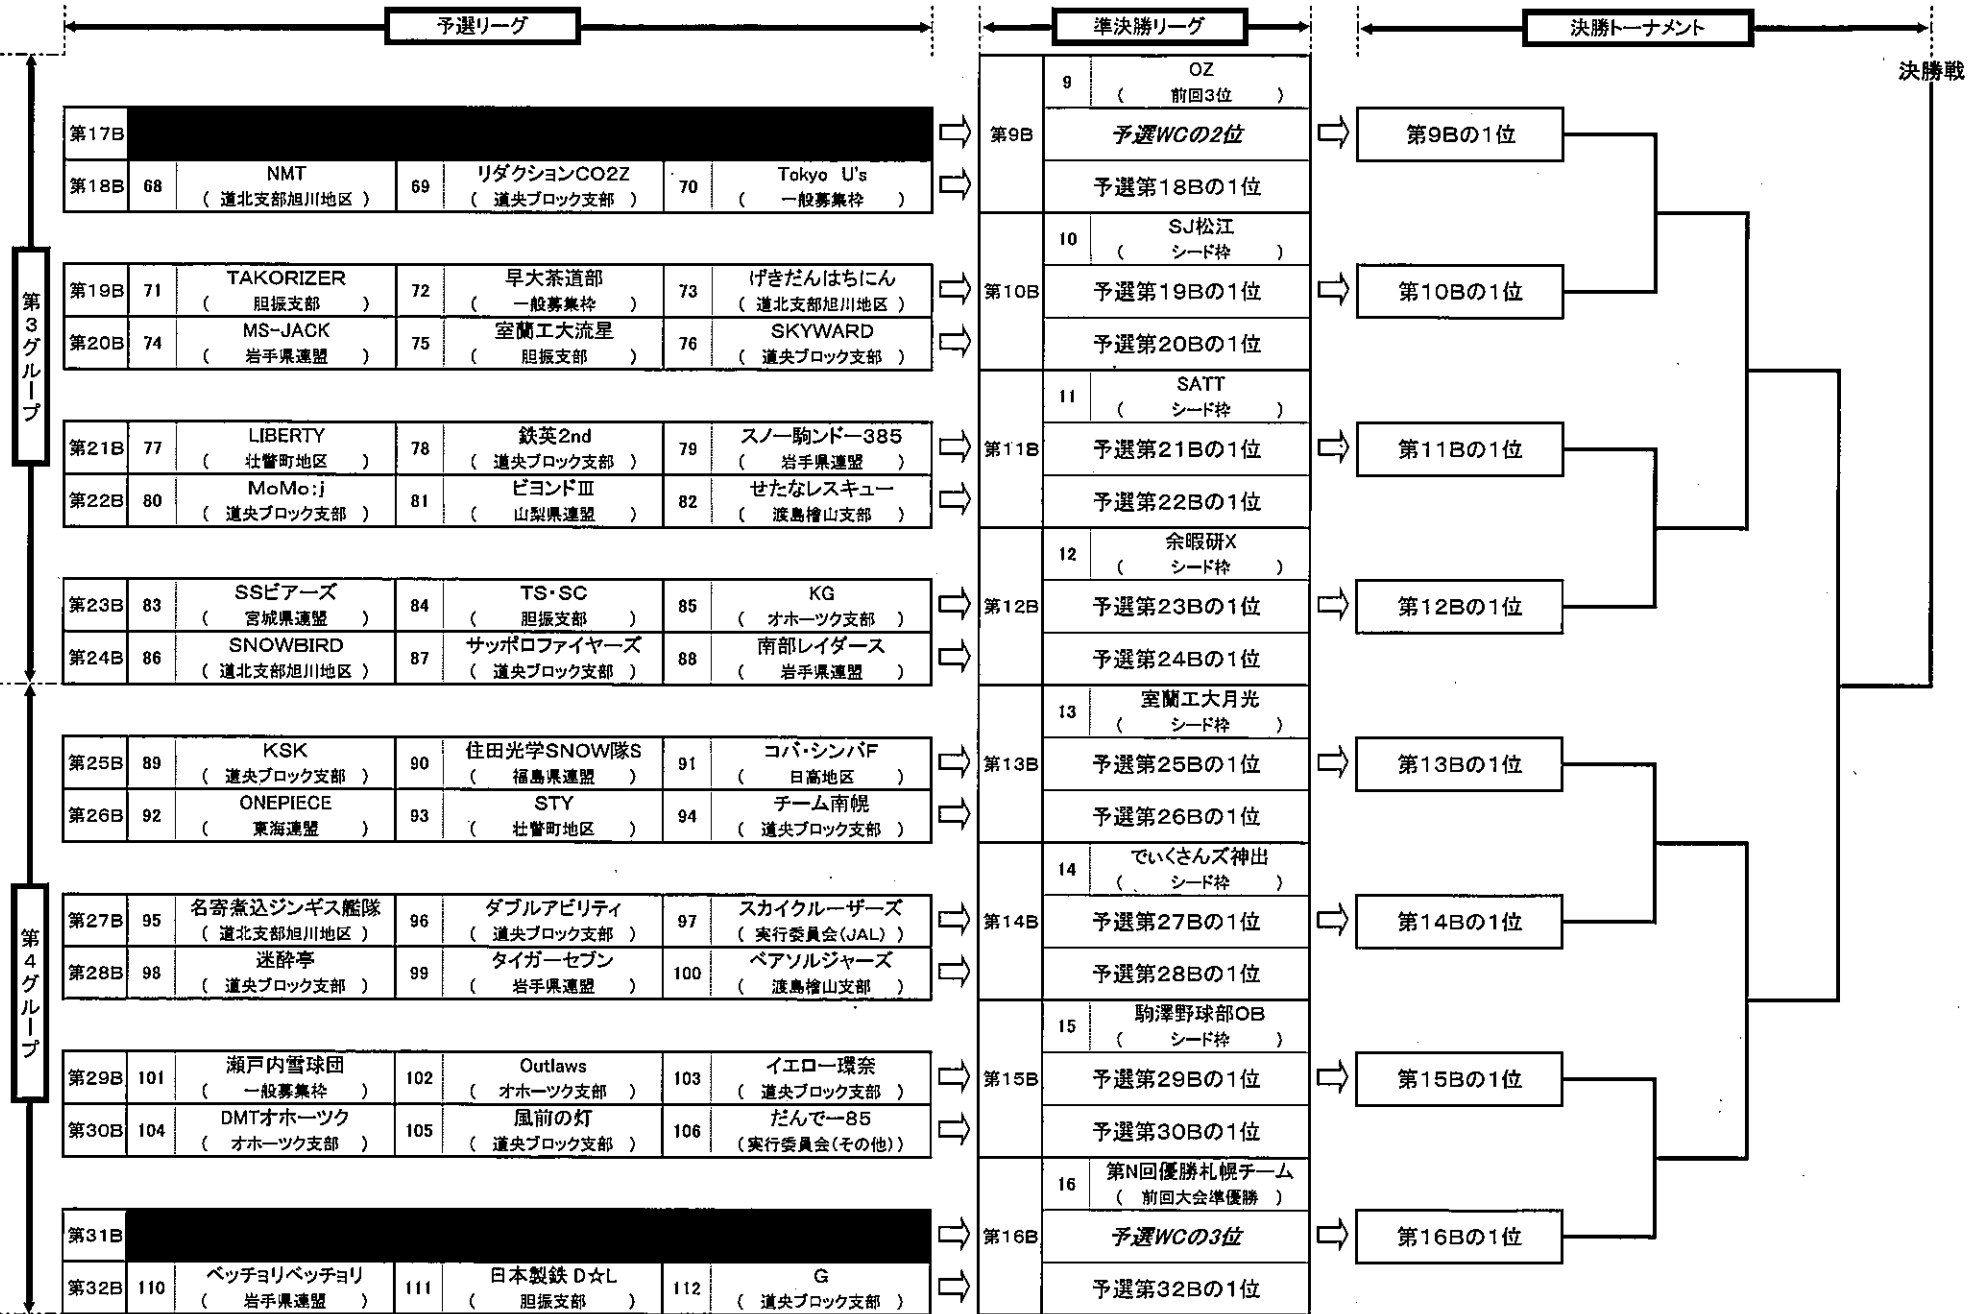 予選リーグ 準決勝リーグ 決勝トーナメント
決勝戦
第3グループ
第17B
第18B 68 NMT 69 リダクションCO2Z 70 Tokyo U's
( 道北支部旭川地区 ) ( 道央ブロック支部 ) ( 一般募集枠 )
第19B 71 TAKORIZER 72 早大茶道部 73 げきだんはちにん
( 胆振支部 ) ( 一般募集枠 ) ( 道北支部旭川地区 )
第20B 74 MS-JACK 75 室蘭工大流星 76 SKYWARD
( 岩手県連盟 ) ( 胆振支部 ) ( 道央ブロック支部 )
第21B 77 LIBERTY 78 鉄英2nd 79 スノー駒ンドー385
( 壮瞥町地区 ) ( 道央ブロック支部 ) ( 岩手県連盟 )
第22B 80 MoMo:j 81 ビヨンドⅢ 82 せたなレスキュー
( 道央ブロック支部 ) ( 山梨県連盟 ) ( 渡島檜山支部 )
第23B 83 SSビアーズ 84 TS・SC 85 KG
( 宮城県連盟 ) ( 胆振支部 ) ( オホーツク支部 )
第24B 86 SNOWBIRD 87 サッポロファイヤーズ 88 南部レイダース
( 道北支部旭川地区 ) ( 道央ブロック支部 ) ( 岩手県連盟 )
第4グループ
第25B 89 KSK 90 住田光学SNOW隊S 91 コバ・シンバF
( 道央ブロック支部 ) ( 福島県連盟 ) ( 日高地区 )
第26B 92 ONEPIECE 93 STY 94 チーム南幌
( 東海連盟 ) ( 壮瞥町地区 ) ( 道央ブロック支部 )
第27B 95 名寄煮込ジンギス艦隊 96 ダブルアビリティ 97 スカイクルーザーズ
( 道北支部旭川地区 ) ( 道央ブロック支部 ) ( 実行委員会(JAL) )
第28B 98 迷酔亭 99 タイガーセブン 100 ベアソルジャーズ
( 道央ブロック支部 ) ( 岩手県連盟 ) ( 渡島檜山支部 )
第29B 101 瀬戸内雪球団 102 Outlaws 103 イエロー環奈
( 一般募集枠 ) ( オホーツク支部 ) ( 道央ブロック支部 )
第30B 104 DMTオホーツク 105 風前の灯 106 だんでー85
( オホーツク支部 ) ( 道央ブロック支部 ) (実行委員会(その他))
第31B
第32B 110 ベッチョリベッチョリ 111 日本製鉄 D☆L 112 G
( 岩手県連盟 ) ( 胆振支部 ) ( 道央ブロック支部 )
第9B 9 OZ
( 前回3位 )
予選WCの2位
予選第18Bの1位
第10B 10 SJ松江
( シード枠 )
予選第19Bの1位
予選第20Bの1位
第11B 11 SATT
( シード枠 )
予選第21Bの1位
予選第22Bの1位
第12B 12 余暇研X
( シード枠 )
予選第23Bの1位
予選第24Bの1位
第13B 13 室蘭工大月光
( シード枠 )
予選第25Bの1位
予選第26Bの1位
第14B 14 でいくさんズ神出
( シード枠 )
予選第27Bの1位
予選第28Bの1位
第15B 15 駒澤野球部OB
( シード枠 )
予選第29Bの1位
予選第30Bの1位
第16B 16 第N回優勝札幌チーム
( 前回大会準優勝 )
予選WCの3位
予選第32Bの1位
第9Bの1位
第10Bの1位
第11Bの1位
第12Bの1位
第13Bの1位
第14Bの1位
第15Bの1位
第16Bの1位